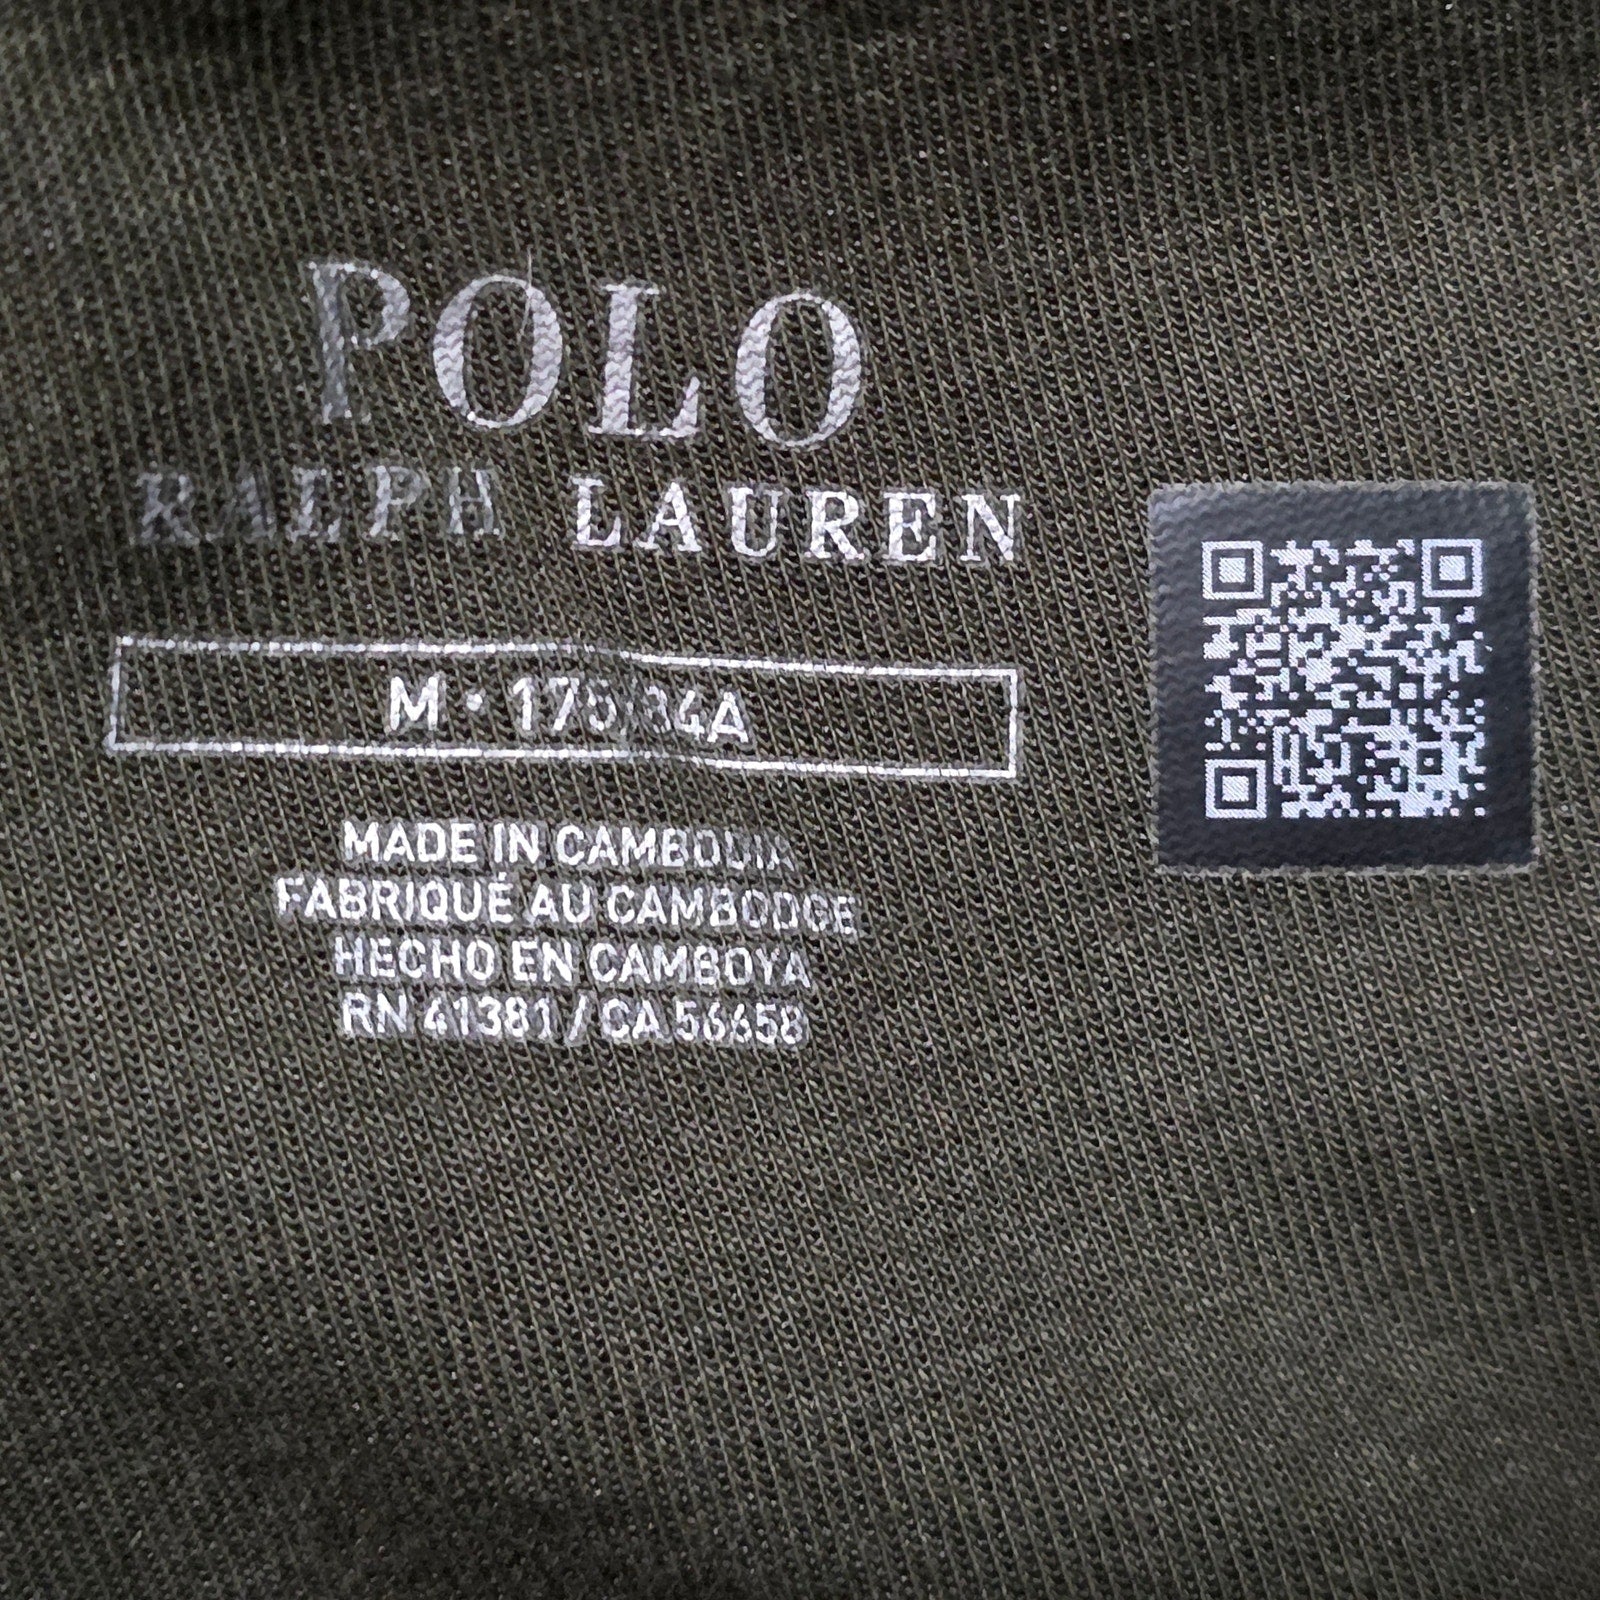 POLO
RALPH LAUREN
M • 175/84A
MADE IN CAMBODIA
FABRIQUÉ AU CAMBODGE
HECHO EN CAMBOYA
RN 41381 / CA 56658